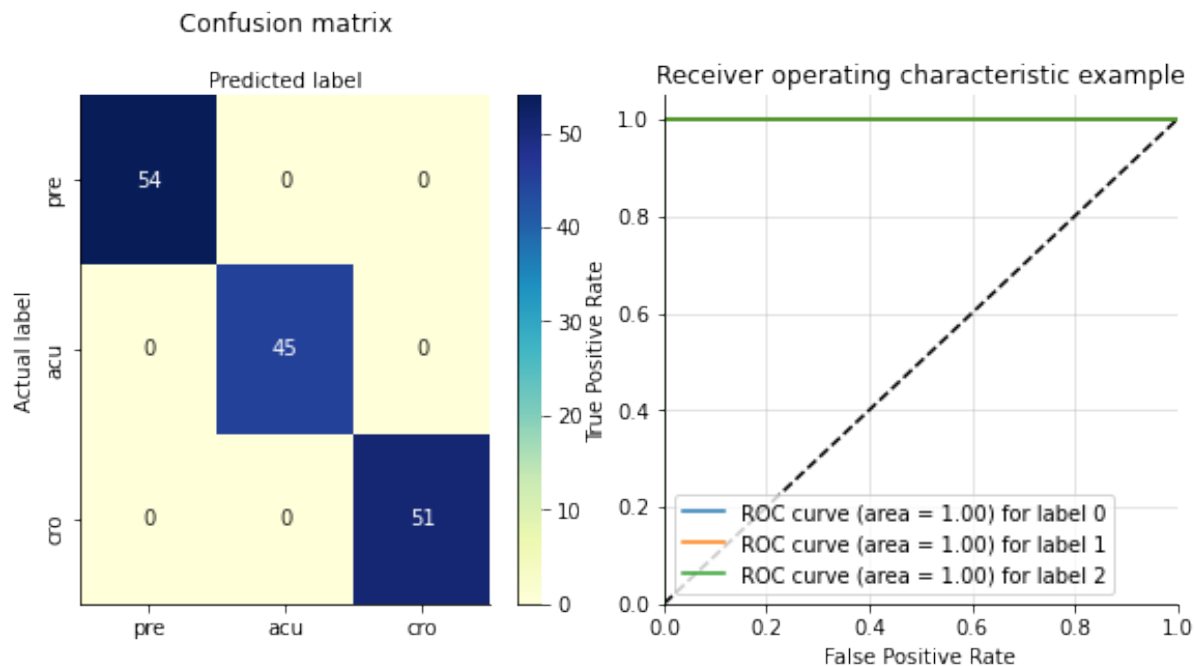 Confusion matrix
Predicted label
pre
acu
cro
Actual label
54 0 0
0 45 0
0 0 51
pre acu cro
50
40
30
20
10
0
Receiver operating characteristic example
True Positive Rate
1.0
0.8
0.6
0.4
0.2
0.0
ROC curve (area = 1.00) for label 0
ROC curve (area = 1.00) for label 1
ROC curve (area = 1.00) for label 2
0.0 0.2 0.4 0.6 0.8 1.0
False Positive Rate